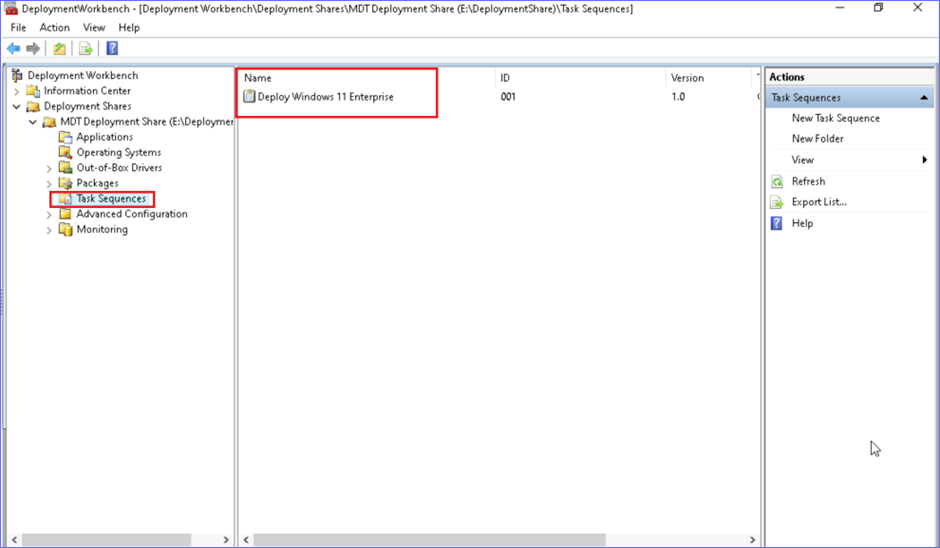 DeploymentWorkbench - [Deployment Workbench\Deployment Shares\MDT Deployment Share (E:\DeploymentShare)\Task Sequences]
File Action View Help
Deployment Workbench
Information Center
Deployment Shares
MDT Deployment Share (E:\Deploymer
Applications
Operating Systems
Out-of-Box Drivers
Packages
Task Sequences
Advanced Configuration
Monitoring
Name ID Version
Deploy Windows 11 Enterprise 001 1.0
Actions
Task Sequences
New Task Sequence
New Folder
View
Refresh
Export List...
Help